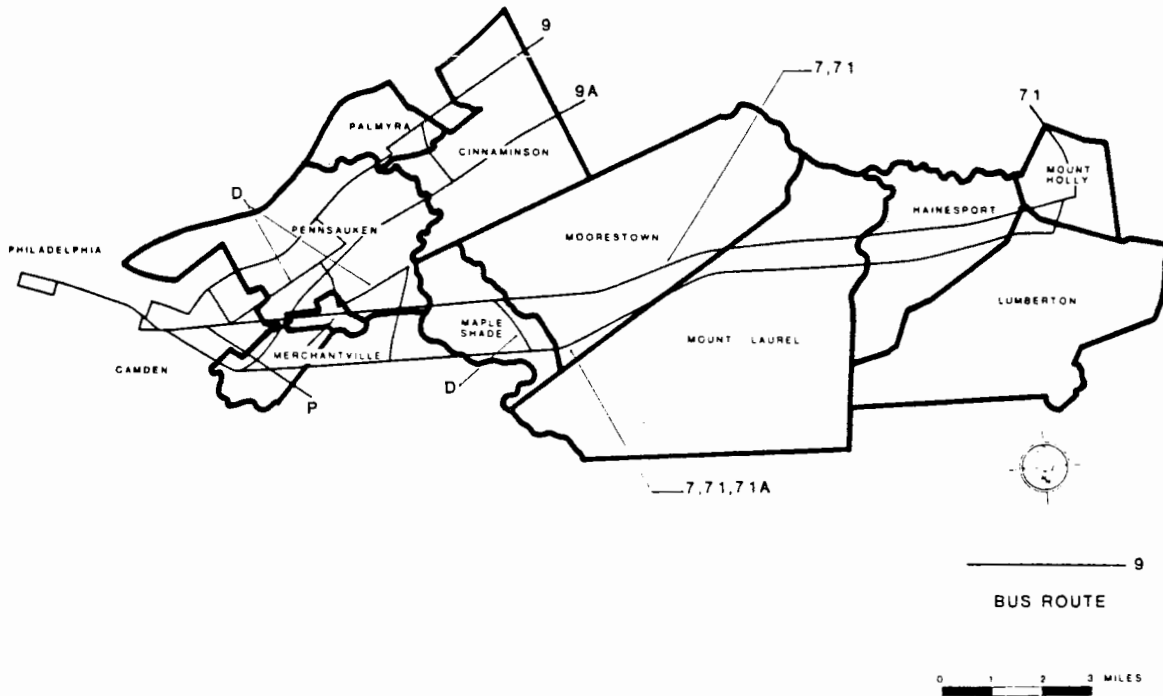 9
7,71
9A
71
PALMYRA
CINNAMINSON
MOUNT
HOLLY
D
HAINESPORT
PENNSAUKEN
MOORESTOWN
PHILADELPHIA
LUMBERTON
MAPLE
SHADE
MOUNT LAUREL
MERCHANTVILLE
CAMDEN
D
P
7,71,71A
9
BUS ROUTE
0 1 2 3 MILES